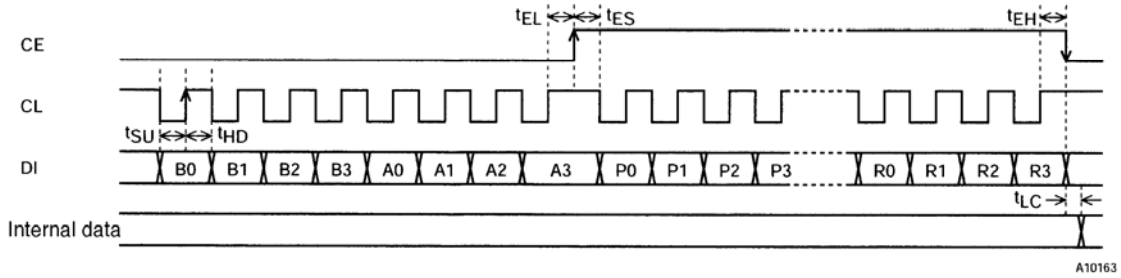 tEL tES tEH
CE
CL
tSU tHD
DI B0 B1 B2 B3 A0 A1 A2 A3 P0 P1 P2 P3 R0 R1 R2 R3
tLC
Internal data
A10163